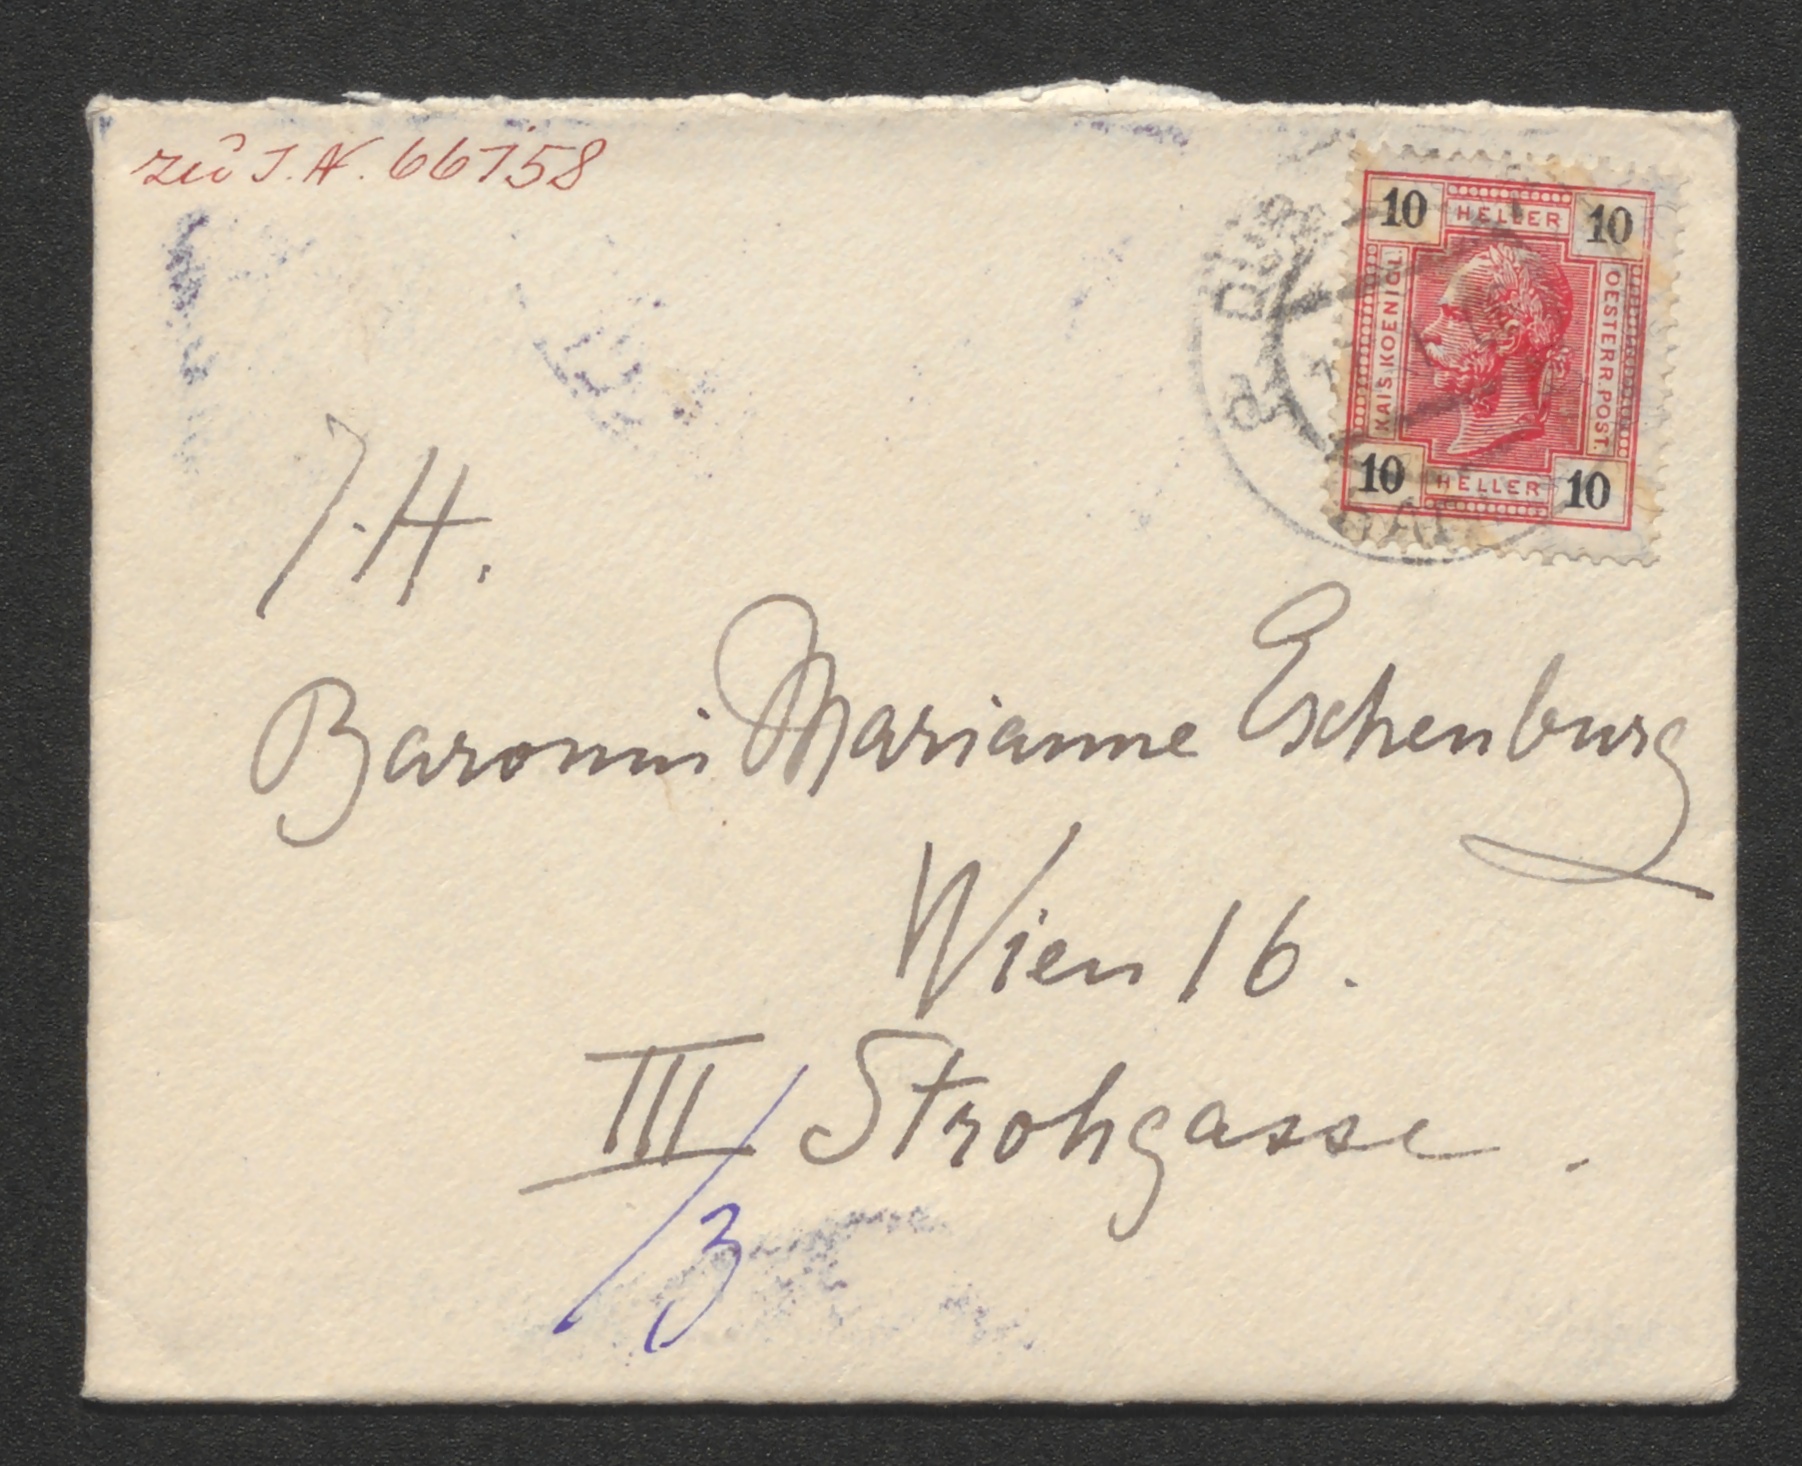 zu I.N. 66758
10 HELLER 10
KAIS. KOENIGL.
OESTERR. POST.
10 HELLER 10
I. H.
Baronin Marianne Eschenburg
Wien 16.
III Strohgasse.
/3